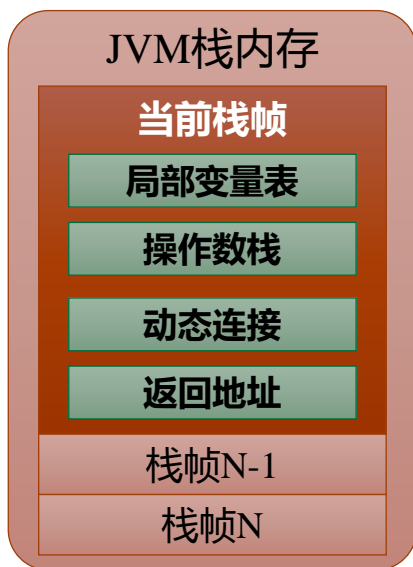 JVM栈内存
当前栈帧
局部变量表
操作数栈
动态连接
返回地址
栈帧N-1
栈帧N